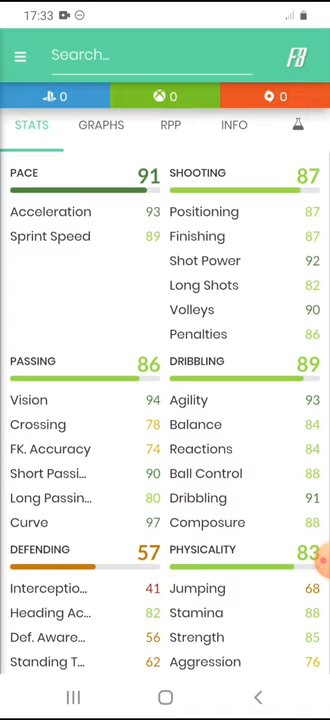 17:33
Search...
F8
0
0
0
STATS GRAPHS RPP INFO
PACE 91 SHOOTING 87
Acceleration 93 Positioning 87
Sprint Speed 89 Finishing 87
Shot Power 92
Long Shots 82
Volleys 90
Penalties 86
PASSING 86 DRIBBLING 89
Vision 94 Agility 93
Crossing 78 Balance 84
FK. Accuracy 74 Reactions 84
Short Passi... 90 Ball Control 88
Long Passin... 80 Dribbling 91
Curve 97 Composure 88
DEFENDING 57 PHYSICALITY 83
Interceptio... 41 Jumping 68
Heading Ac... 82 Stamina 88
Def. Aware... 56 Strength 85
Standing T... 62 Aggression 76